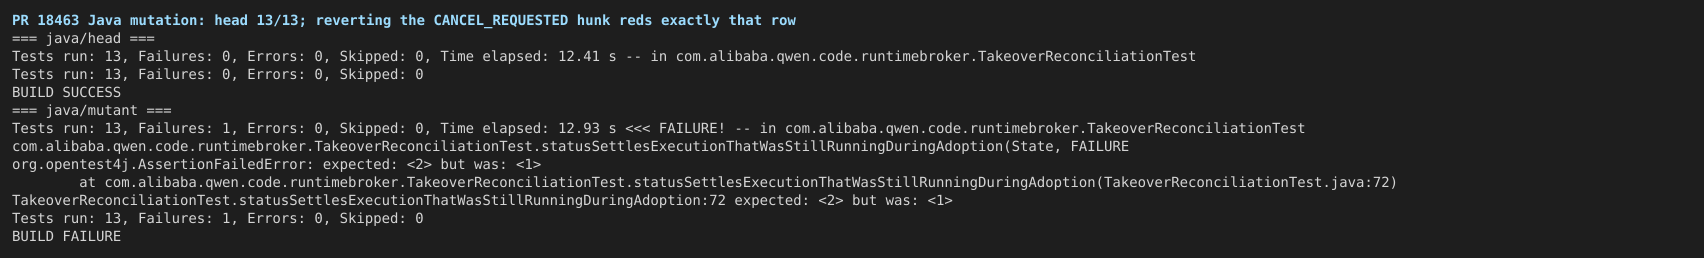 PR 18463 Java mutation: head 13/13; reverting the CANCEL_REQUESTED hunk reds exactly that row
=== java/head ===
Tests run: 13, Failures: 0, Errors: 0, Skipped: 0, Time elapsed: 12.41 s -- in com.alibaba.qwen.code.runtimebroker.TakeoverReconciliationTest
Tests run: 13, Failures: 0, Errors: 0, Skipped: 0
BUILD SUCCESS
=== java/mutant ===
Tests run: 13, Failures: 1, Errors: 0, Skipped: 0, Time elapsed: 12.93 s <<< FAILURE! -- in com.alibaba.qwen.code.runtimebroker.TakeoverReconciliationTest
com.alibaba.qwen.code.runtimebroker.TakeoverReconciliationTest.statusSettlesExecutionThatWasStillRunningDuringAdoption(State, FAILURE
org.opentest4j.AssertionFailedError: expected: <2> but was: <1>
at com.alibaba.qwen.code.runtimebroker.TakeoverReconciliationTest.statusSettlesExecutionThatWasStillRunningDuringAdoption(TakeoverReconciliationTest.java:72)
TakeoverReconciliationTest.statusSettlesExecutionThatWasStillRunningDuringAdoption:72 expected: <2> but was: <1>
Tests run: 13, Failures: 1, Errors: 0, Skipped: 0
BUILD FAILURE